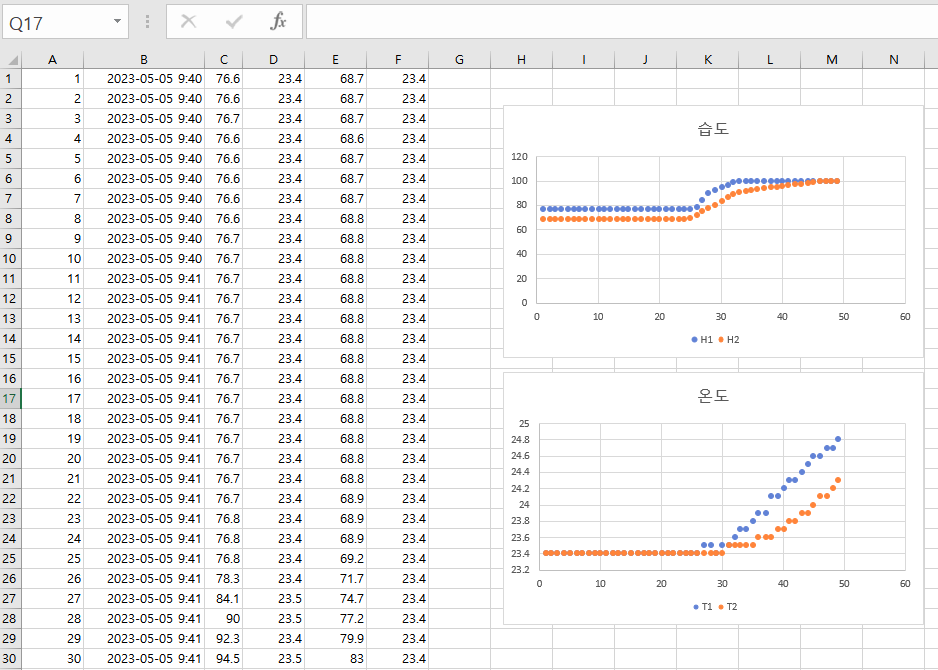 Q17 fx
A B C D E F G H I J K L M N
1 1 2023-05-05 9:40 76.6 23.4 68.7 23.4
2 2 2023-05-05 9:40 76.6 23.4 68.7 23.4
3 3 2023-05-05 9:40 76.7 23.4 68.7 23.4
4 4 2023-05-05 9:40 76.6 23.4 68.6 23.4
5 5 2023-05-05 9:40 76.6 23.4 68.7 23.4
6 6 2023-05-05 9:40 76.6 23.4 68.7 23.4
7 7 2023-05-05 9:40 76.6 23.4 68.7 23.4
8 8 2023-05-05 9:40 76.6 23.4 68.8 23.4
9 9 2023-05-05 9:40 76.7 23.4 68.8 23.4
10 10 2023-05-05 9:40 76.7 23.4 68.8 23.4
11 11 2023-05-05 9:41 76.7 23.4 68.8 23.4
12 12 2023-05-05 9:41 76.7 23.4 68.8 23.4
13 13 2023-05-05 9:41 76.7 23.4 68.8 23.4
14 14 2023-05-05 9:41 76.7 23.4 68.8 23.4
15 15 2023-05-05 9:41 76.7 23.4 68.8 23.4
16 16 2023-05-05 9:41 76.7 23.4 68.8 23.4
17 17 2023-05-05 9:41 76.7 23.4 68.8 23.4
18 18 2023-05-05 9:41 76.7 23.4 68.8 23.4
19 19 2023-05-05 9:41 76.7 23.4 68.8 23.4
20 20 2023-05-05 9:41 76.7 23.4 68.8 23.4
21 21 2023-05-05 9:41 76.7 23.4 68.8 23.4
22 22 2023-05-05 9:41 76.7 23.4 68.9 23.4
23 23 2023-05-05 9:41 76.8 23.4 68.9 23.4
24 24 2023-05-05 9:41 76.8 23.4 68.9 23.4
25 25 2023-05-05 9:41 76.8 23.4 69.2 23.4
26 26 2023-05-05 9:41 78.3 23.4 71.7 23.4
27 27 2023-05-05 9:41 84.1 23.5 74.7 23.4
28 28 2023-05-05 9:41 90 23.5 77.2 23.4
29 29 2023-05-05 9:41 92.3 23.4 79.9 23.4
30 30 2023-05-05 9:41 94.5 23.5 83 23.4
습도
120
100
80
60
40
20
0
0 10 20 30 40 50 60
H1 H2
온도
25
24.8
24.6
24.4
24.2
24
23.8
23.6
23.4
23.2
0 10 20 30 40 50 60
T1 T2